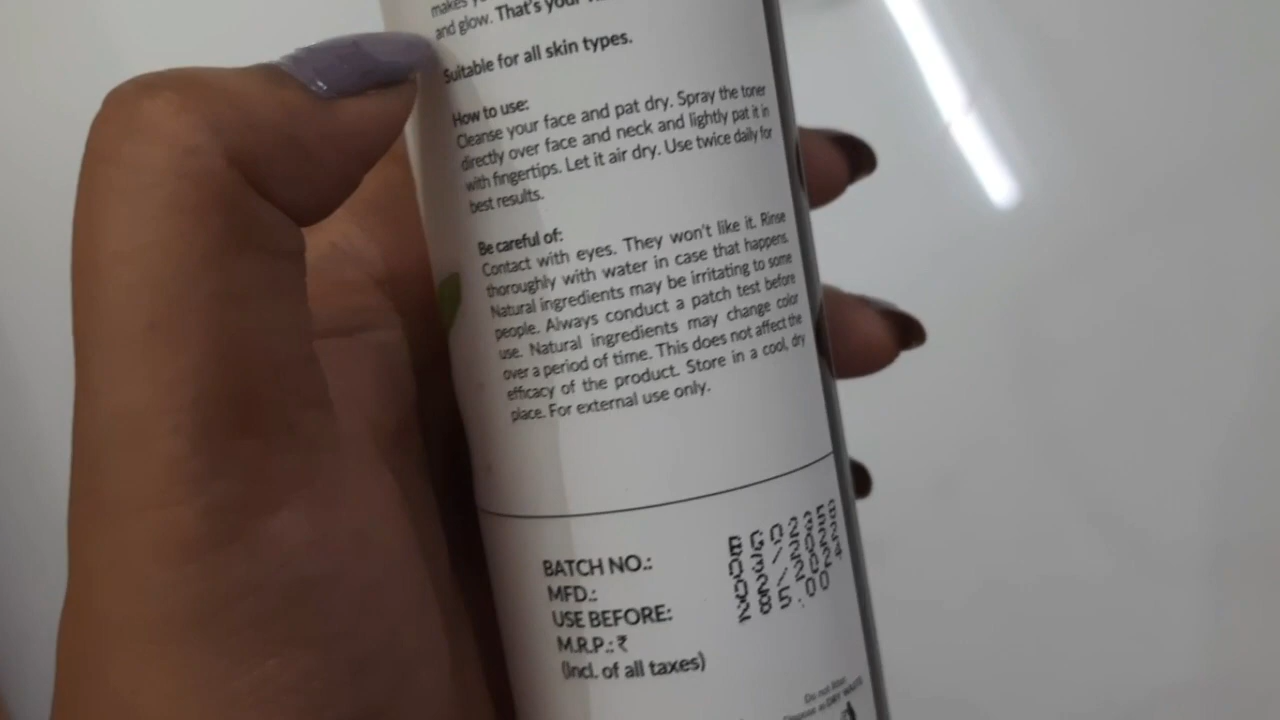 makes
and glow. That's your
Suitable for all skin types.
How to use:
Cleanse your face and pat dry. Spray the toner
directly over face and neck and lightly pat it in
with fingertips. Let it air dry. Use twice daily for
best results.
Be careful of:
Contact with eyes. They won't like it. Rinse
thoroughly with water in case that happens.
Natural ingredients may be irritating to some
people. Always conduct a patch test before
use. Natural ingredients may change color
over a period of time. This does not affect the
efficacy of the product. Store in a cool, dry
place. For external use only.
BATCH NO.:
MFD.:
USE BEFORE:
M.R.P.: ₹
(Incl. of all taxes)
Do not litter